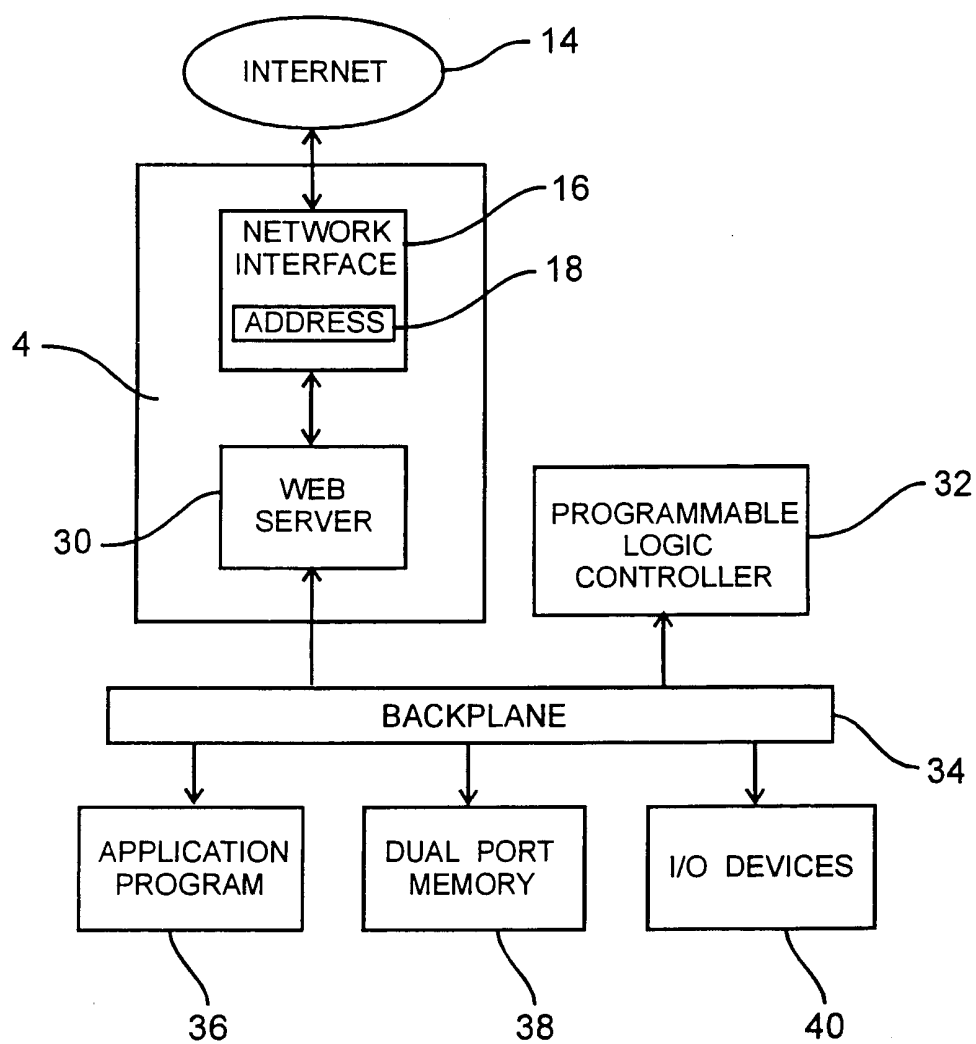 INTERNET
14
NETWORK
INTERFACE
16
ADDRESS
18
4
WEB
SERVER
30
PROGRAMMABLE
LOGIC
CONTROLLER
32
BACKPLANE
34
APPLICATION
PROGRAM
DUAL PORT
MEMORY
I/O DEVICES
36
38
40